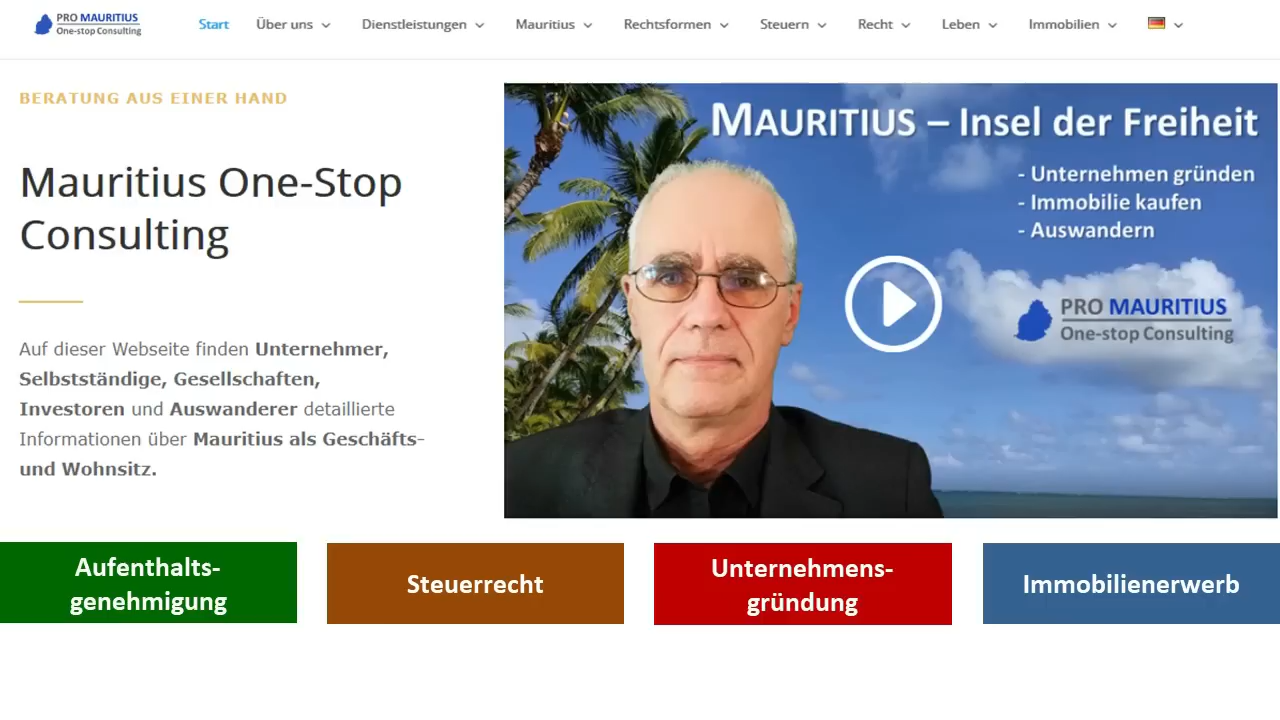 PRO MAURITIUS
One-stop Consulting
Start
Über uns
Dienstleistungen
Mauritius
Rechtsformen
Steuern
Recht
Leben
Immobilien
BERATUNG AUS EINER HAND
Mauritius One-Stop
Consulting
Auf dieser Webseite finden Unternehmer,
Selbstständige, Gesellschaften,
Investoren und Auswanderer detaillierte
Informationen über Mauritius als Geschäfts-
und Wohnsitz.
MAURITIUS – Insel der Freiheit
- Unternehmen gründen
- Immobilie kaufen
- Auswandern
PRO MAURITIUS
One-stop Consulting
Aufenthalts-
genehmigung
Steuerrecht
Unternehmens-
gründung
Immobilienerwerb